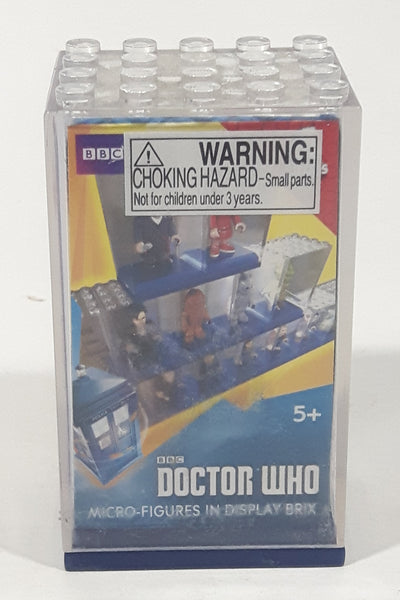 BBC
WARNING:
CHOKING HAZARD-Small parts.
Not for children under 3 years.
5+
BBC
DOCTOR WHO
MICRO-FIGURES IN DISPLAY BRIX